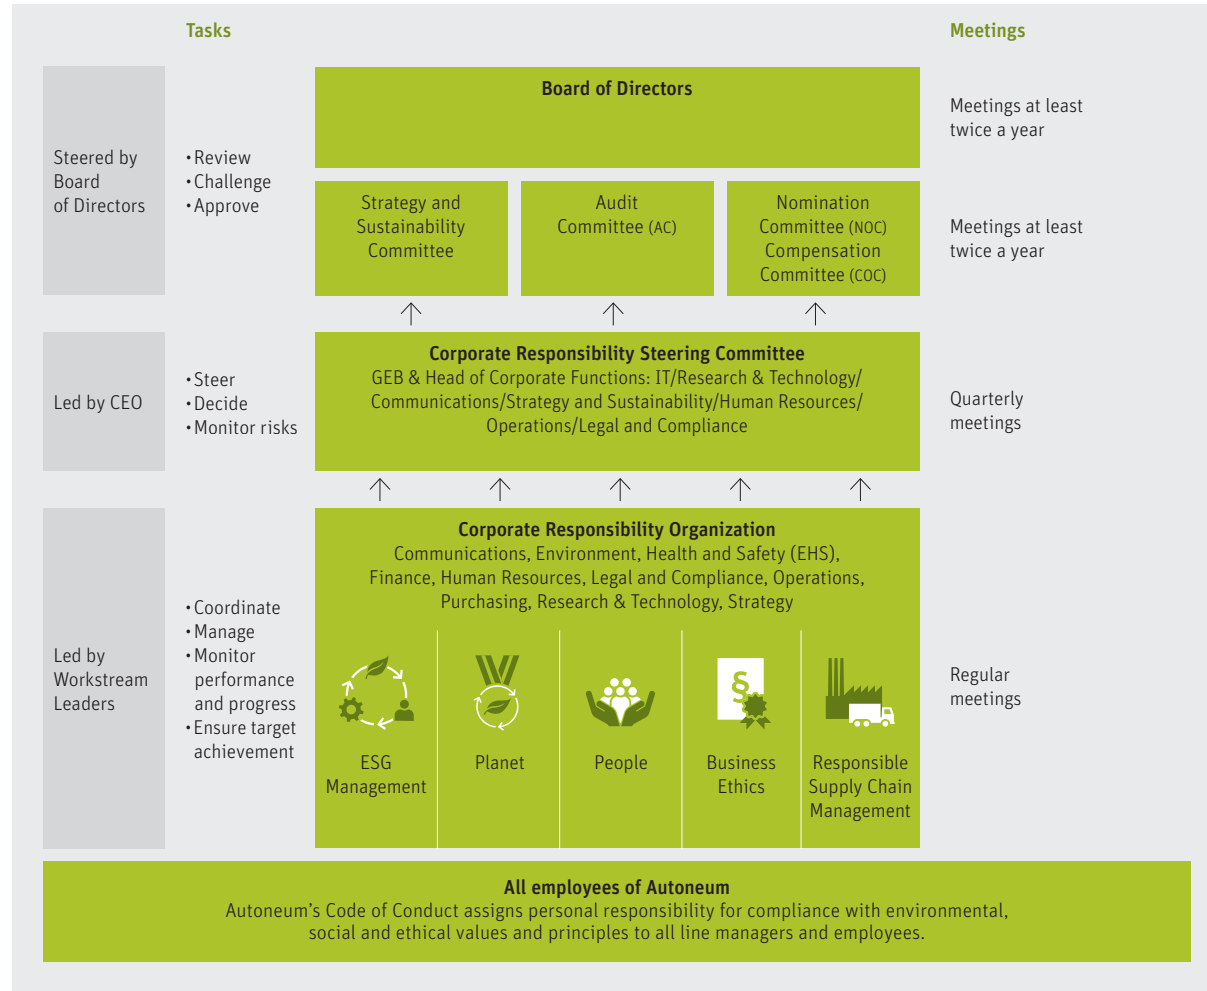 Tasks
Meetings
Steered by
Board
of Directors
• Review
• Challenge
• Approve
Board of Directors
Meetings at least
twice a year
Strategy and
Sustainability
Committee
Audit
Committee (AC)
Nomination
Committee (NOC)
Compensation
Committee (COC)
Meetings at least
twice a year
Led by CEO
• Steer
• Decide
• Monitor risks
Corporate Responsibility Steering Committee
GEB & Head of Corporate Functions: IT/Research & Technology/
Communications/Strategy and Sustainability/Human Resources/
Operations/Legal and Compliance
Quarterly
meetings
Led by
Workstream
Leaders
• Coordinate
• Manage
• Monitor
performance
and progress
• Ensure target
achievement
Corporate Responsibility Organization
Communications, Environment, Health and Safety (EHS),
Finance, Human Resources, Legal and Compliance, Operations,
Purchasing, Research & Technology, Strategy
§
ESG
Management
Planet
People
Business
Ethics
Responsible
Supply Chain
Management
Regular
meetings
All employees of Autoneum
Autoneum’s Code of Conduct assigns personal responsibility for compliance with environmental,
social and ethical values and principles to all line managers and employees.